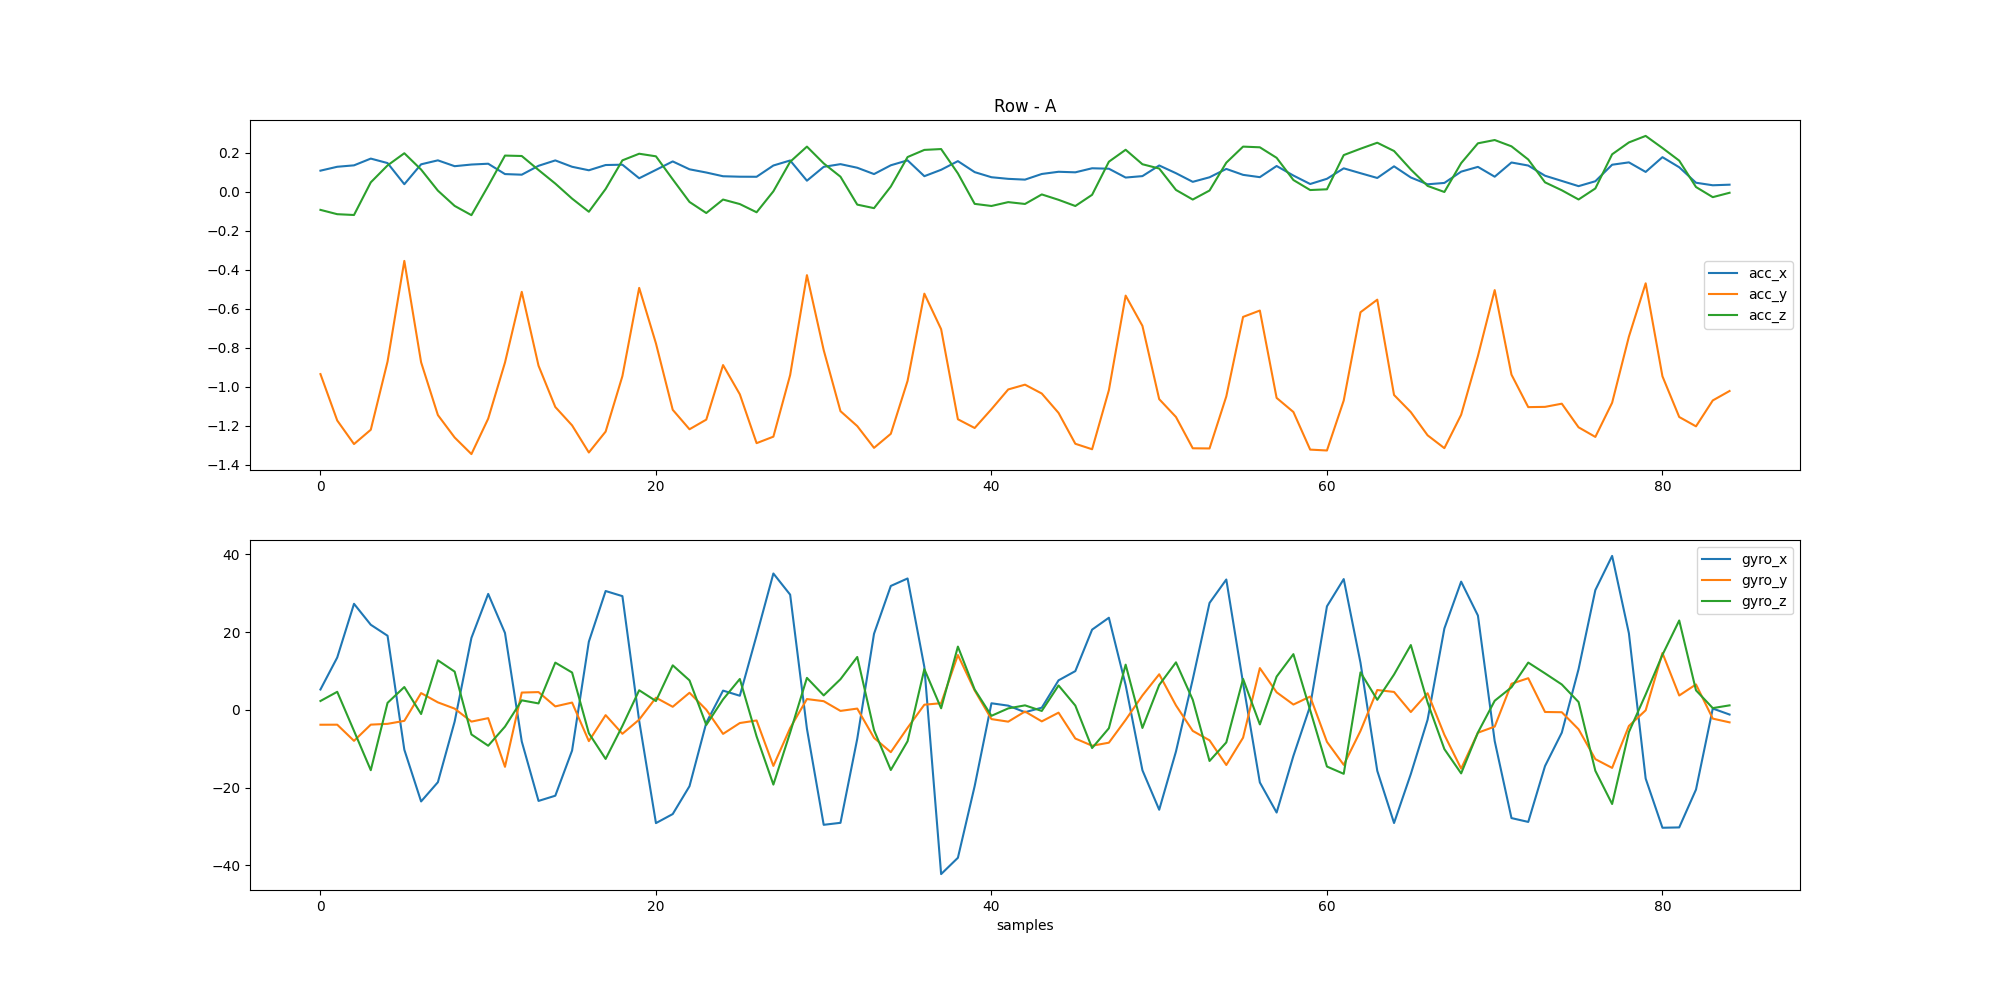 Row - A
0.2
0.0
−0.2
−0.4
−0.6
−0.8
−1.0
−1.2
−1.4
acc_x
acc_y
acc_z
0 20 40 60 80
40
20
0
−20
−40
gyro_x
gyro_y
gyro_z
0 20 40 60 80
samples